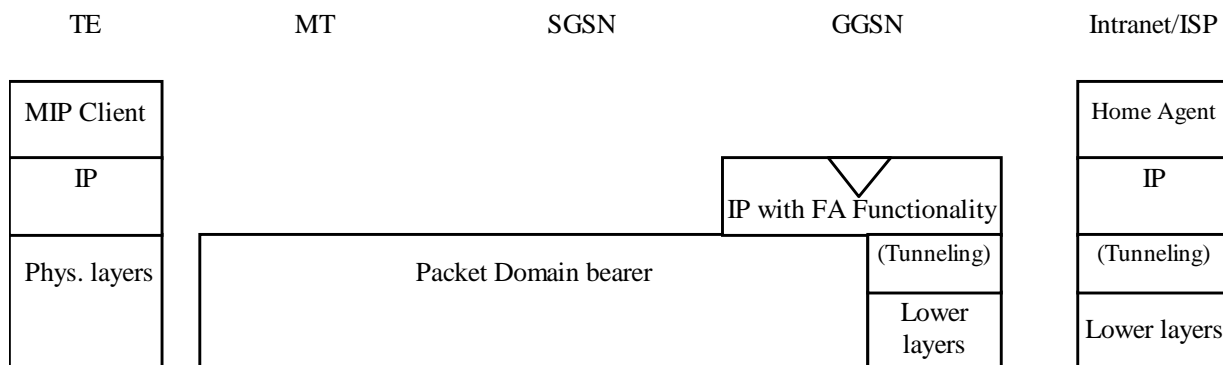 TE MT SGSN GGSN Intranet/ISP
MIP Client Home Agent
IP IP
IP with FA Functionality
Phys. layers Packet Domain bearer (Tunneling) (Tunneling)
Lower
layers Lower layers